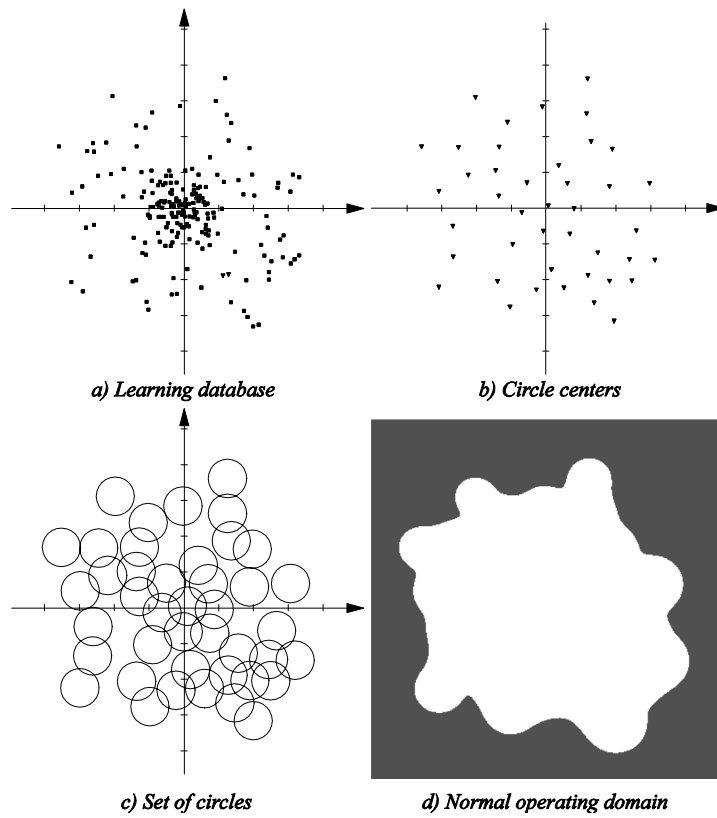 a) Learning database
b) Circle centers
c) Set of circles
d) Normal operating domain